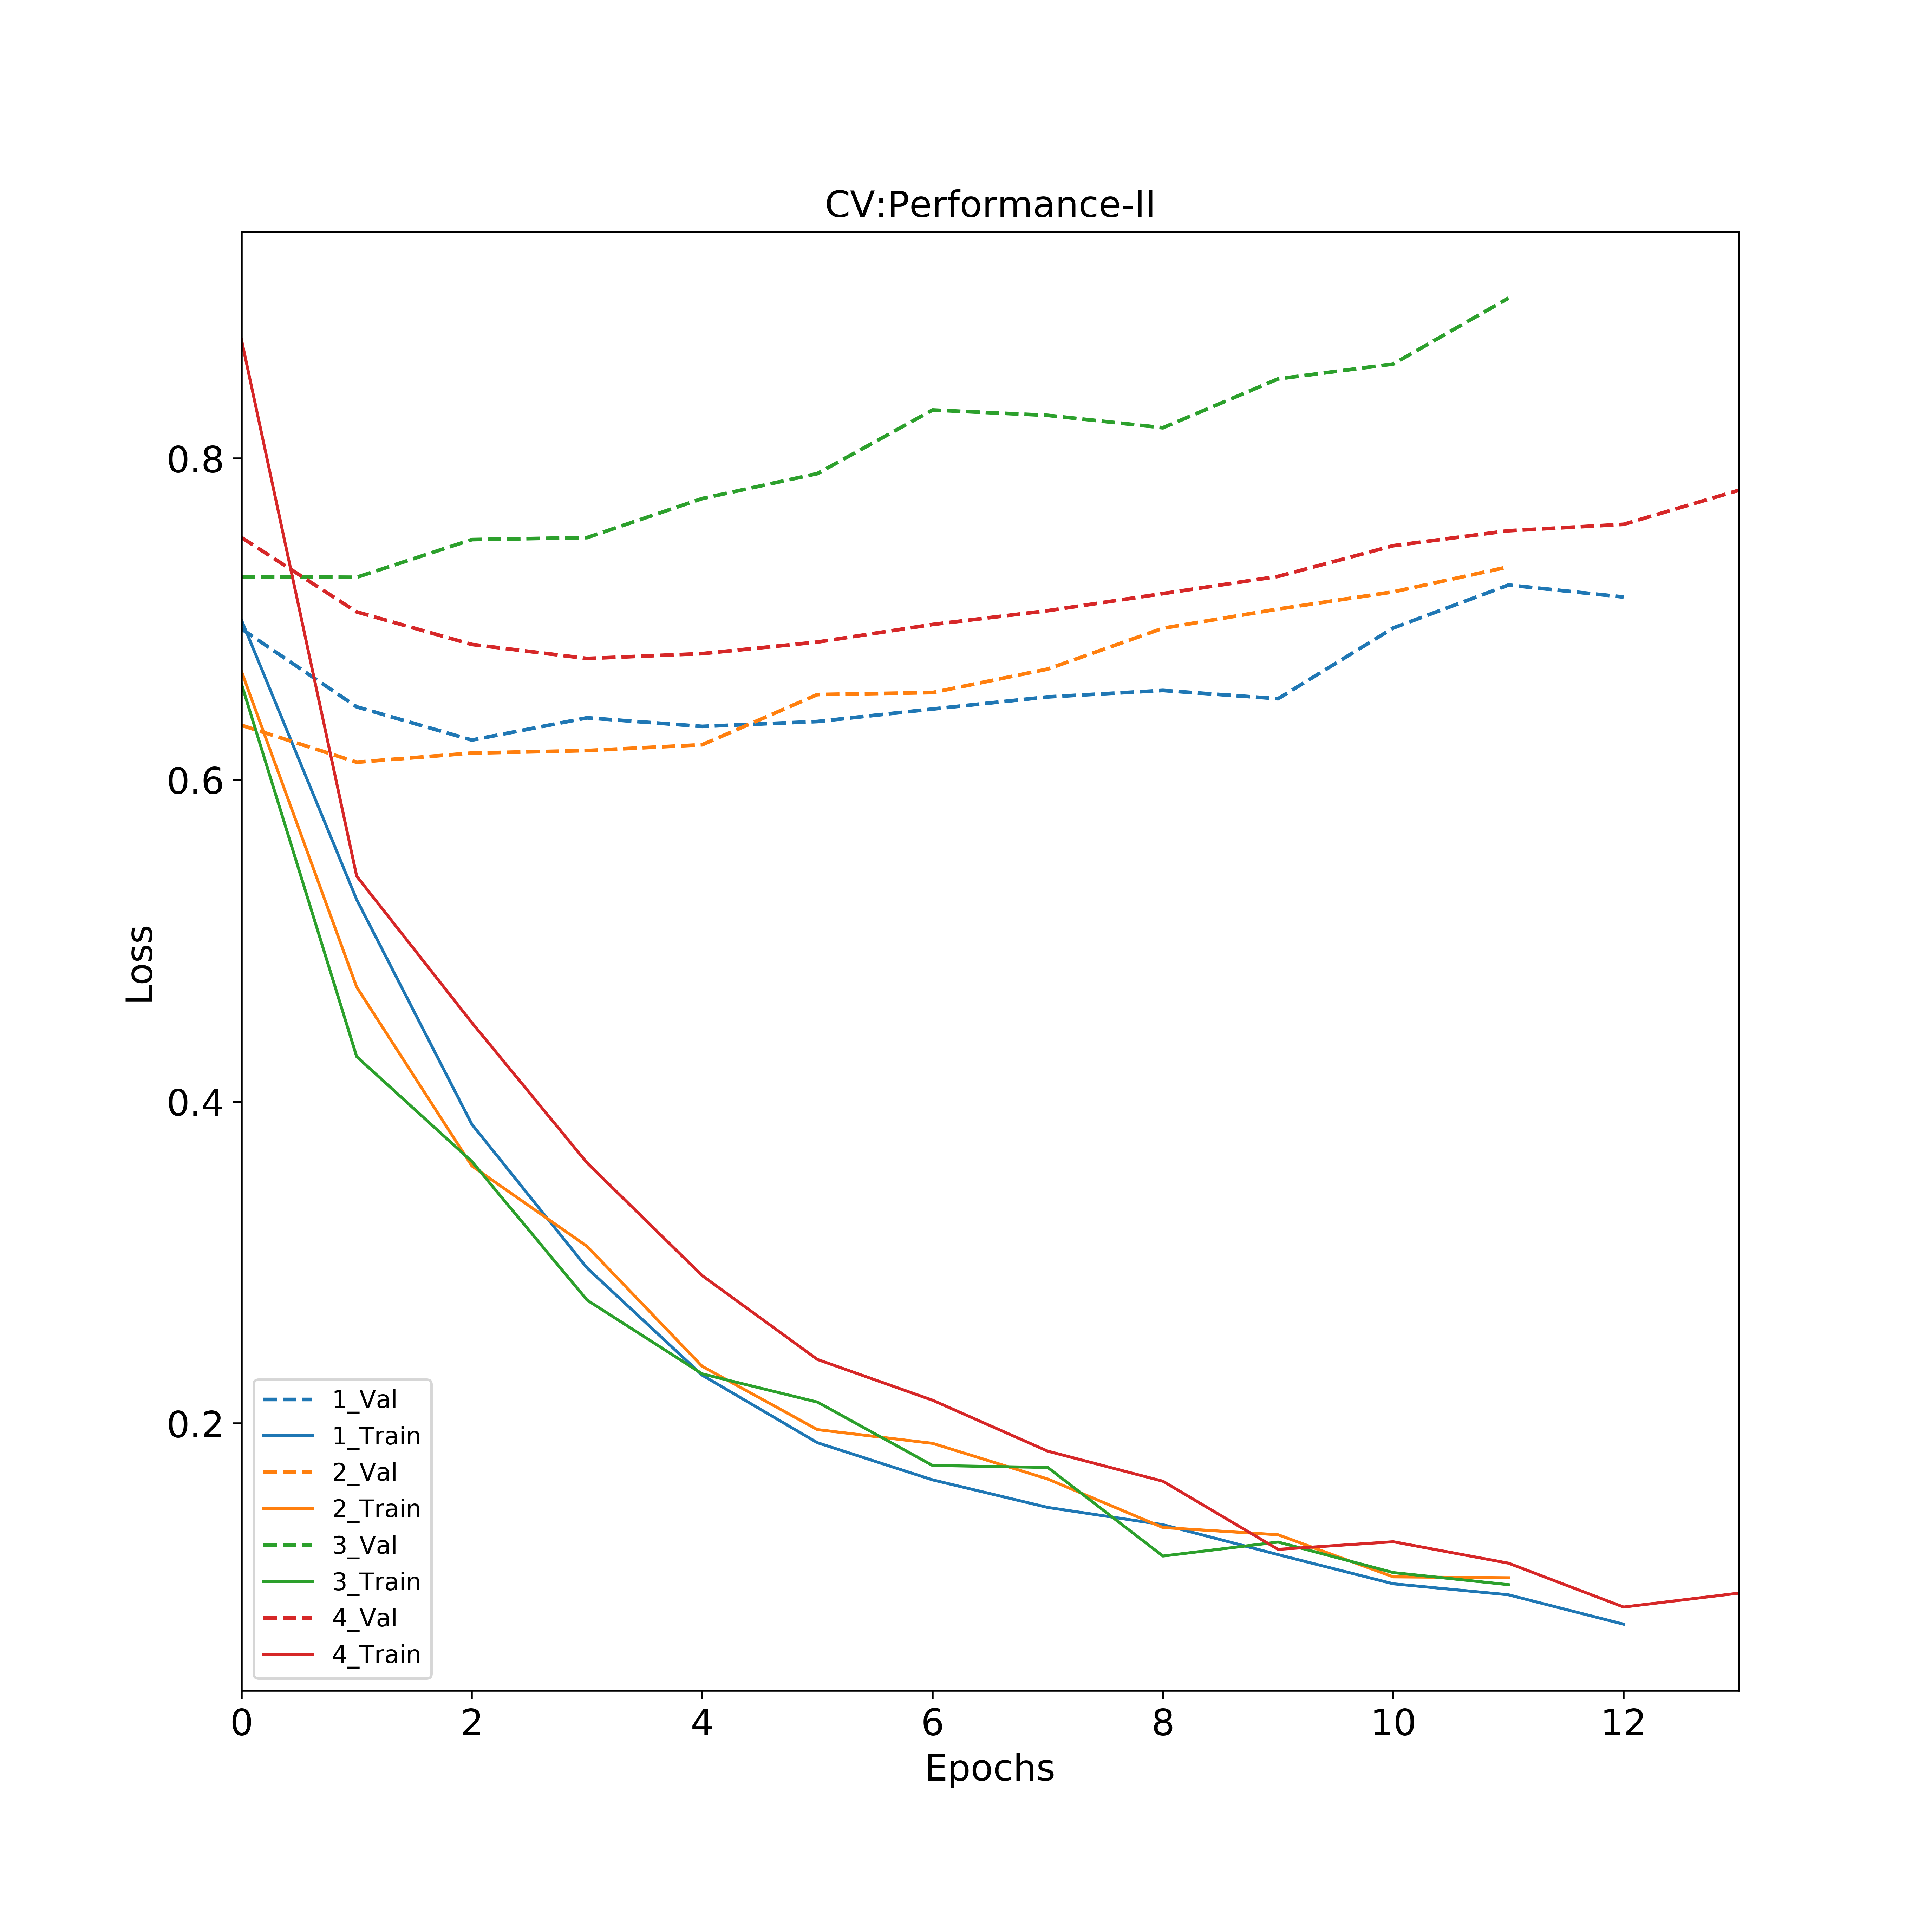 CV:Performance-II
0.8
0.6
0.4
0.2
Loss
1_Val
1_Train
2_Val
2_Train
3_Val
3_Train
4_Val
4_Train
0 2 4 6 8 10 12
Epochs